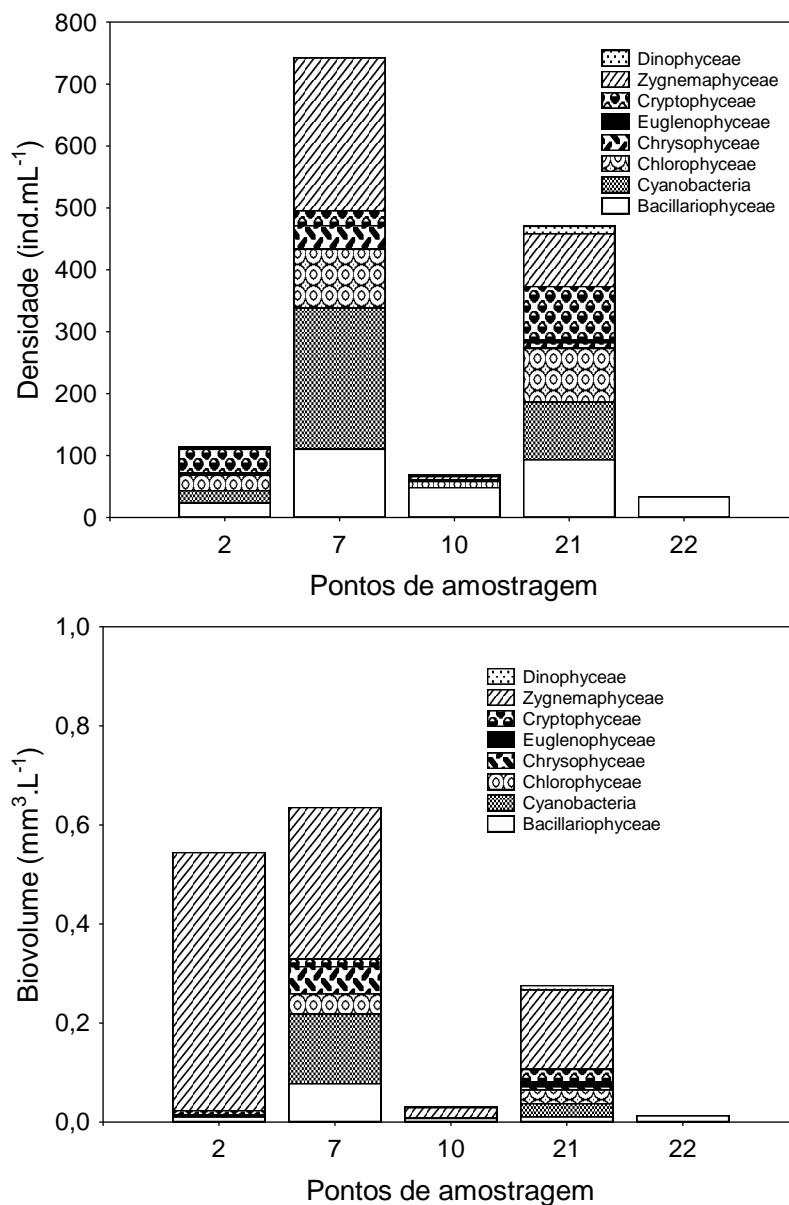 800
700
600
500
400
300
200
100
0
Densidade (ind.mL⁻¹)
Dinophyceae
Zygnemaphyceae
Cryptophyceae
Euglenophyceae
Chrysophyceae
Chlorophyceae
Cyanobacteria
Bacillariophyceae
2 7 10 21 22
Pontos de amostragem
1,0
0,8
0,6
0,4
0,2
0,0
Biovolume (mm³.L⁻¹)
Dinophyceae
Zygnemaphyceae
Cryptophyceae
Euglenophyceae
Chrysophyceae
Chlorophyceae
Cyanobacteria
Bacillariophyceae
2 7 10 21 22
Pontos de amostragem